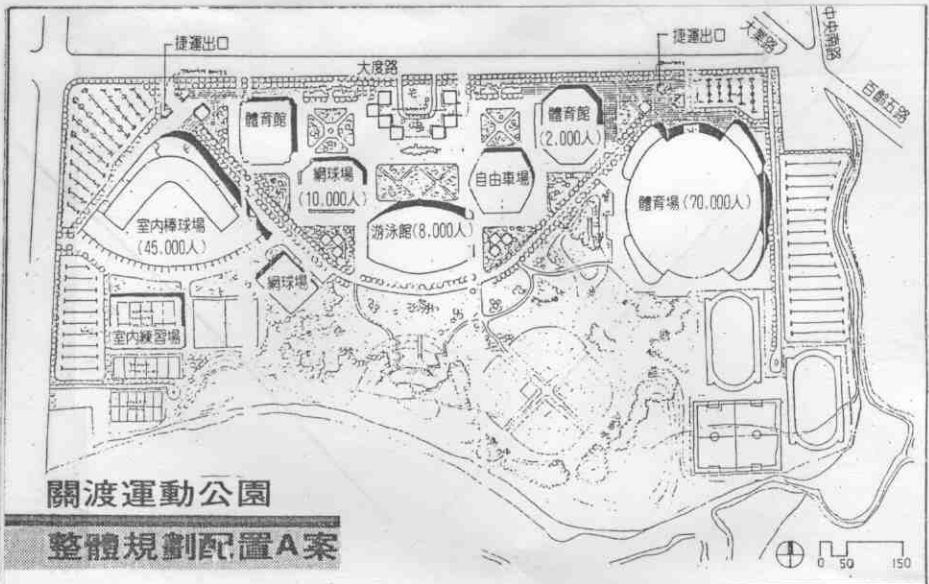 中央南路
大業路
百齡五路
捷運出口
捷運出口
大度路
體育館
體育館
(2.000人)
網球場
(10.000人)
自由車場
體育場(70.000人)
室內棒球場
(45.000人)
游泳館(8.000人)
網球場
室內練習場
關渡運動公園
整體規劃配置A案
0 50 150